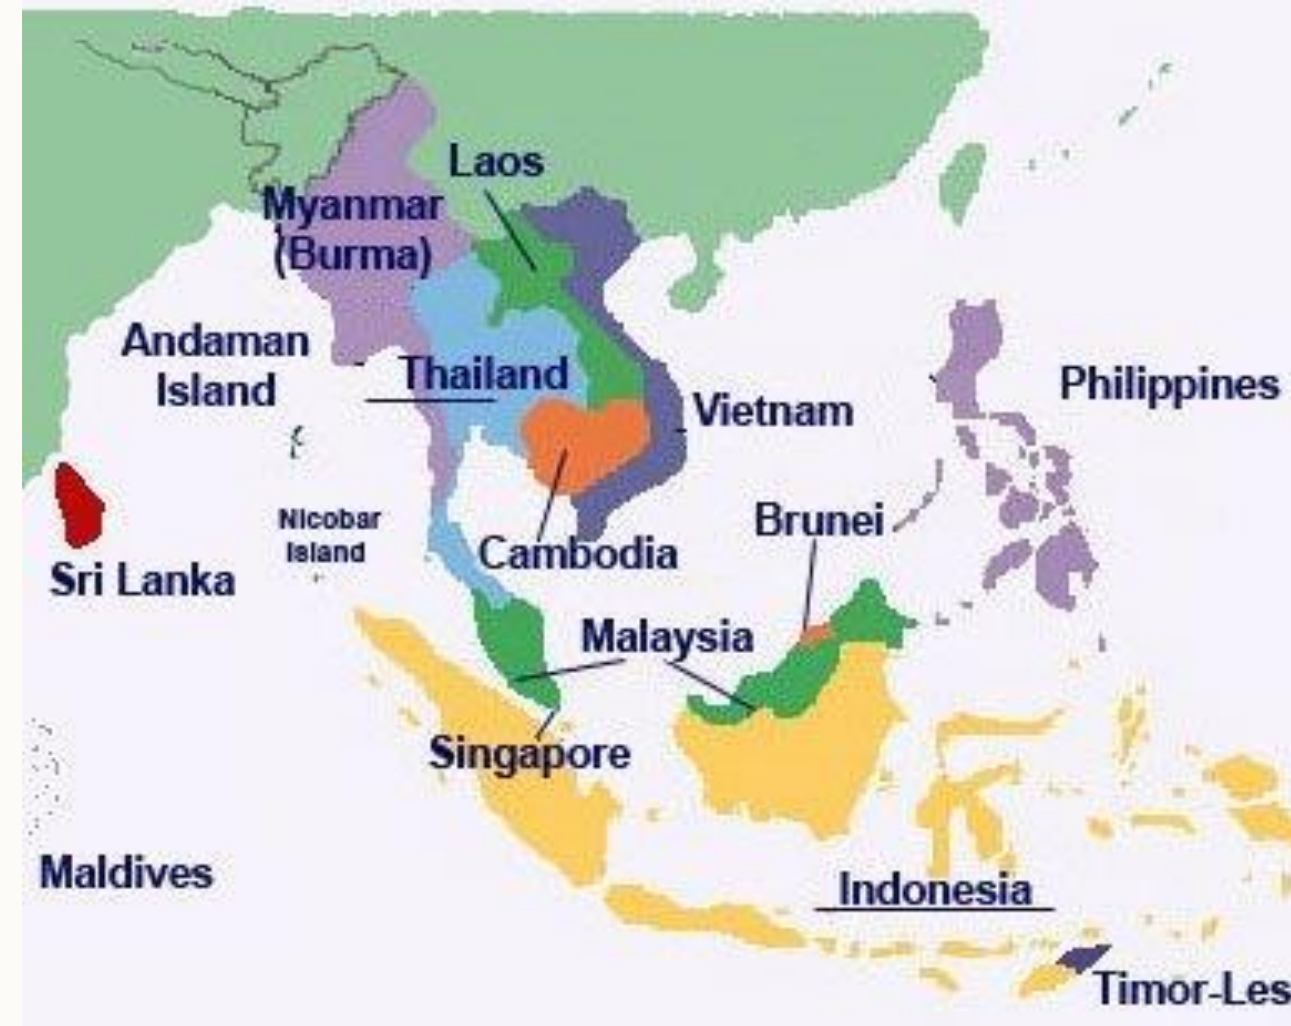 Laos
Myanmar
(Burma)
Andaman
Island
Thailand
Philippines
Vietnam
Nicobar
Island
Brunei
Cambodia
Sri Lanka
Malaysia
Singapore
Maldives
Indonesia
Timor-Les